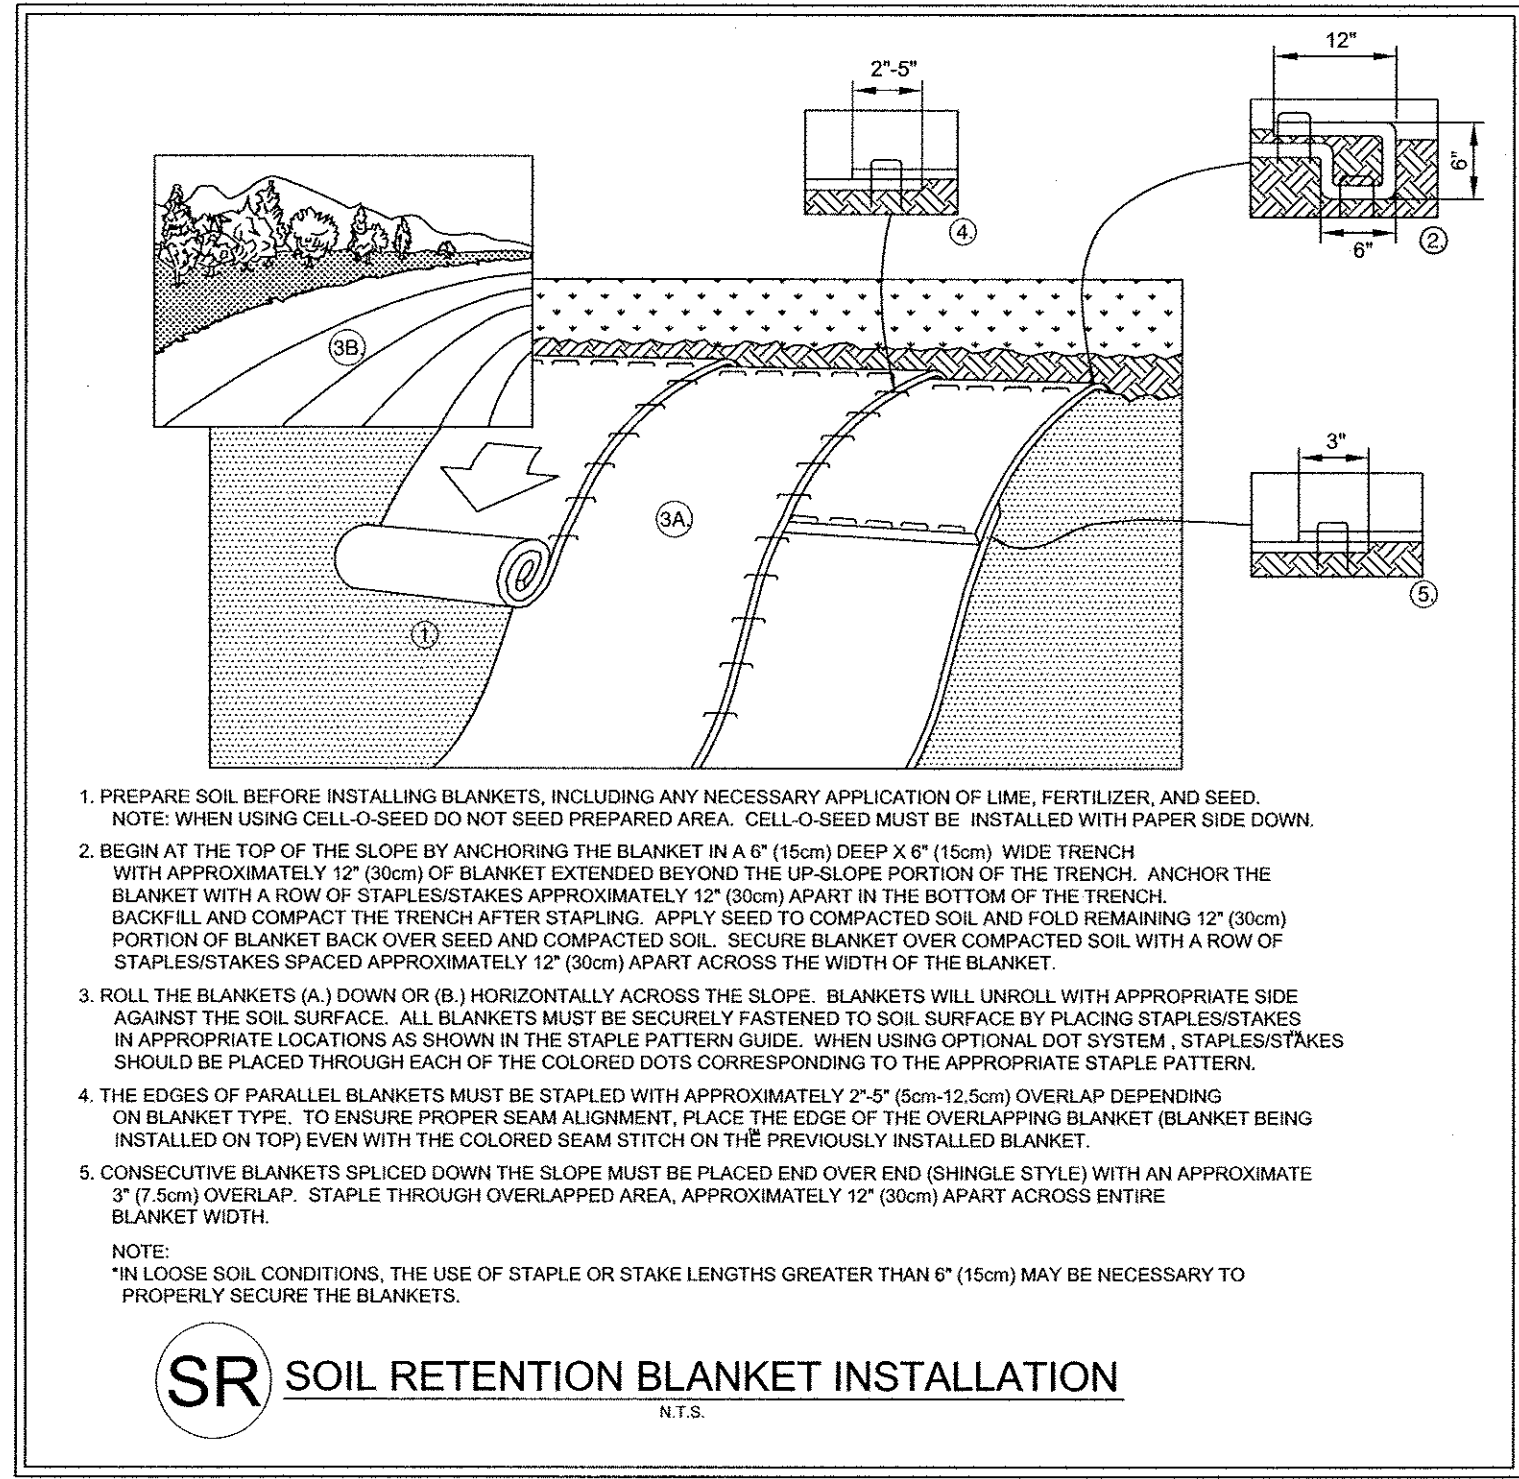 12"
2"-5"
6"
4.
6"
2.
3B.
3"
3A.
5.
1.
1. PREPARE SOIL BEFORE INSTALLING BLANKETS, INCLUDING ANY NECESSARY APPLICATION OF LIME, FERTILIZER, AND SEED.
NOTE: WHEN USING CELL-O-SEED DO NOT SEED PREPARED AREA. CELL-O-SEED MUST BE INSTALLED WITH PAPER SIDE DOWN.
2. BEGIN AT THE TOP OF THE SLOPE BY ANCHORING THE BLANKET IN A 6" (15cm) DEEP X 6" (15cm) WIDE TRENCH
WITH APPROXIMATELY 12" (30cm) OF BLANKET EXTENDED BEYOND THE UP-SLOPE PORTION OF THE TRENCH. ANCHOR THE
BLANKET WITH A ROW OF STAPLES/STAKES APPROXIMATELY 12" (30cm) APART IN THE BOTTOM OF THE TRENCH.
BACKFILL AND COMPACT THE TRENCH AFTER STAPLING. APPLY SEED TO COMPACTED SOIL AND FOLD REMAINING 12" (30cm)
PORTION OF BLANKET BACK OVER SEED AND COMPACTED SOIL. SECURE BLANKET OVER COMPACTED SOIL WITH A ROW OF
STAPLES/STAKES SPACED APPROXIMATELY 12" (30cm) APART ACROSS THE WIDTH OF THE BLANKET.
3. ROLL THE BLANKETS (A.) DOWN OR (B.) HORIZONTALLY ACROSS THE SLOPE. BLANKETS WILL UNROLL WITH APPROPRIATE SIDE
AGAINST THE SOIL SURFACE. ALL BLANKETS MUST BE SECURELY FASTENED TO SOIL SURFACE BY PLACING STAPLES/STAKES
IN APPROPRIATE LOCATIONS AS SHOWN IN THE STAPLE PATTERN GUIDE. WHEN USING OPTIONAL DOT SYSTEM™, STAPLES/STAKES
SHOULD BE PLACED THROUGH EACH OF THE COLORED DOTS CORRESPONDING TO THE APPROPRIATE STAPLE PATTERN.
4. THE EDGES OF PARALLEL BLANKETS MUST BE STAPLED WITH APPROXIMATELY 2"-5" (5cm-12.5cm) OVERLAP DEPENDING
ON BLANKET TYPE. TO ENSURE PROPER SEAM ALIGNMENT, PLACE THE EDGE OF THE OVERLAPPING BLANKET (BLANKET BEING
INSTALLED ON TOP) EVEN WITH THE COLORED SEAM STITCH™ ON THE PREVIOUSLY INSTALLED BLANKET.
5. CONSECUTIVE BLANKETS SPLICED DOWN THE SLOPE MUST BE PLACED END OVER END (SHINGLE STYLE) WITH AN APPROXIMATE
3" (7.5cm) OVERLAP. STAPLE THROUGH OVERLAPPED AREA, APPROXIMATELY 12" (30cm) APART ACROSS ENTIRE
BLANKET WIDTH.
NOTE:
*IN LOOSE SOIL CONDITIONS, THE USE OF STAPLE OR STAKE LENGTHS GREATER THAN 6" (15cm) MAY BE NECESSARY TO
PROPERLY SECURE THE BLANKETS.
SR SOIL RETENTION BLANKET INSTALLATION
N.T.S.